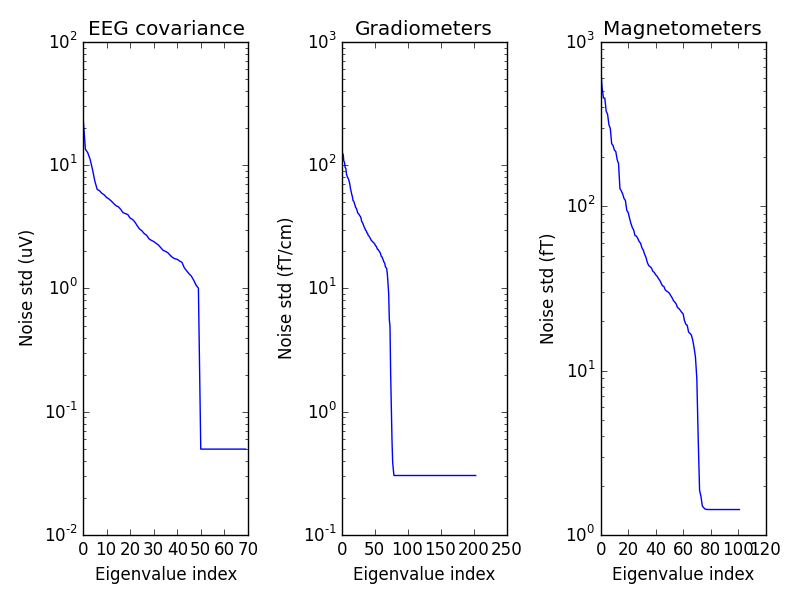 EEG covariance
Noise std (uV)
10^2
10^1
10^0
10^-1
10^-2
0 10 20 30 40 50 60 70
Eigenvalue index
Gradiometers
Noise std (fT/cm)
10^3
10^2
10^1
10^0
10^-1
0 50 100 150 200 250
Eigenvalue index
Magnetometers
Noise std (fT)
10^3
10^2
10^1
10^0
0 20 40 60 80 100 120
Eigenvalue index